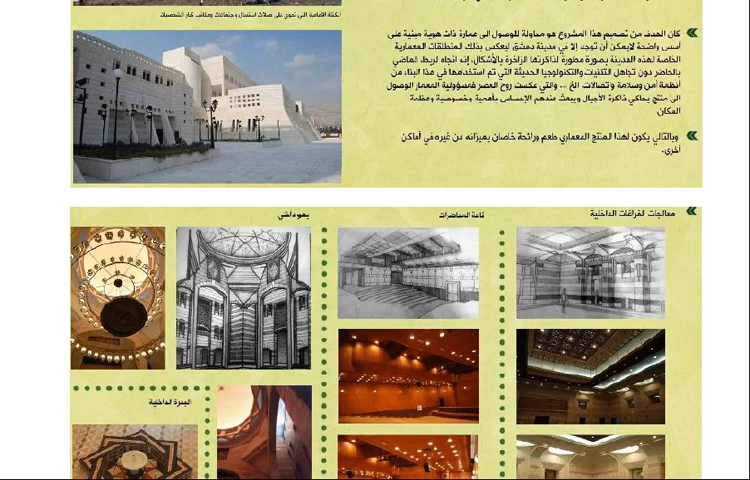 الكتلة الأمامية التي تحوي على صالات استقبال واجتماعات ومكاتب كبار الشخصيات
كان الهدف من تصميم هذا المشروع هو محاولة للوصول الى عمارة ذات هوية مبنية على
أسس واضحة لايمكن أن توجد إلا في مدينة دمشق ليعكس بذلك المنطلقات المعمارية
الخاصة لهذه المدينة بصورة مطورة لذاكرتها الزاخرة بالأشكال. إنه اتجاه لربط الماضي
بالحاضر دون تجاهل التقنيات والتكنولوجيا الحديثة التي تم استخدامها في هذا البناء من
أنظمة أمن وسلامة واتصالات الخ ... والتي عكست روح العصر فمسؤولية المعمار الوصول
الى منتج يحاكي ذاكرة الأجيال ويبعث عندهم الإحساس بأهمية وخصوصية وعظمة
المكان.
وبالتالي يكون لهذا المنتج المعماري طعم ورائحة خاصان يميزانه عن غيره في أماكن
أخرى.
معالجات الفراغات الداخلية
قاعة المحاضرات
بهو داخلي
البحرة الداخلية